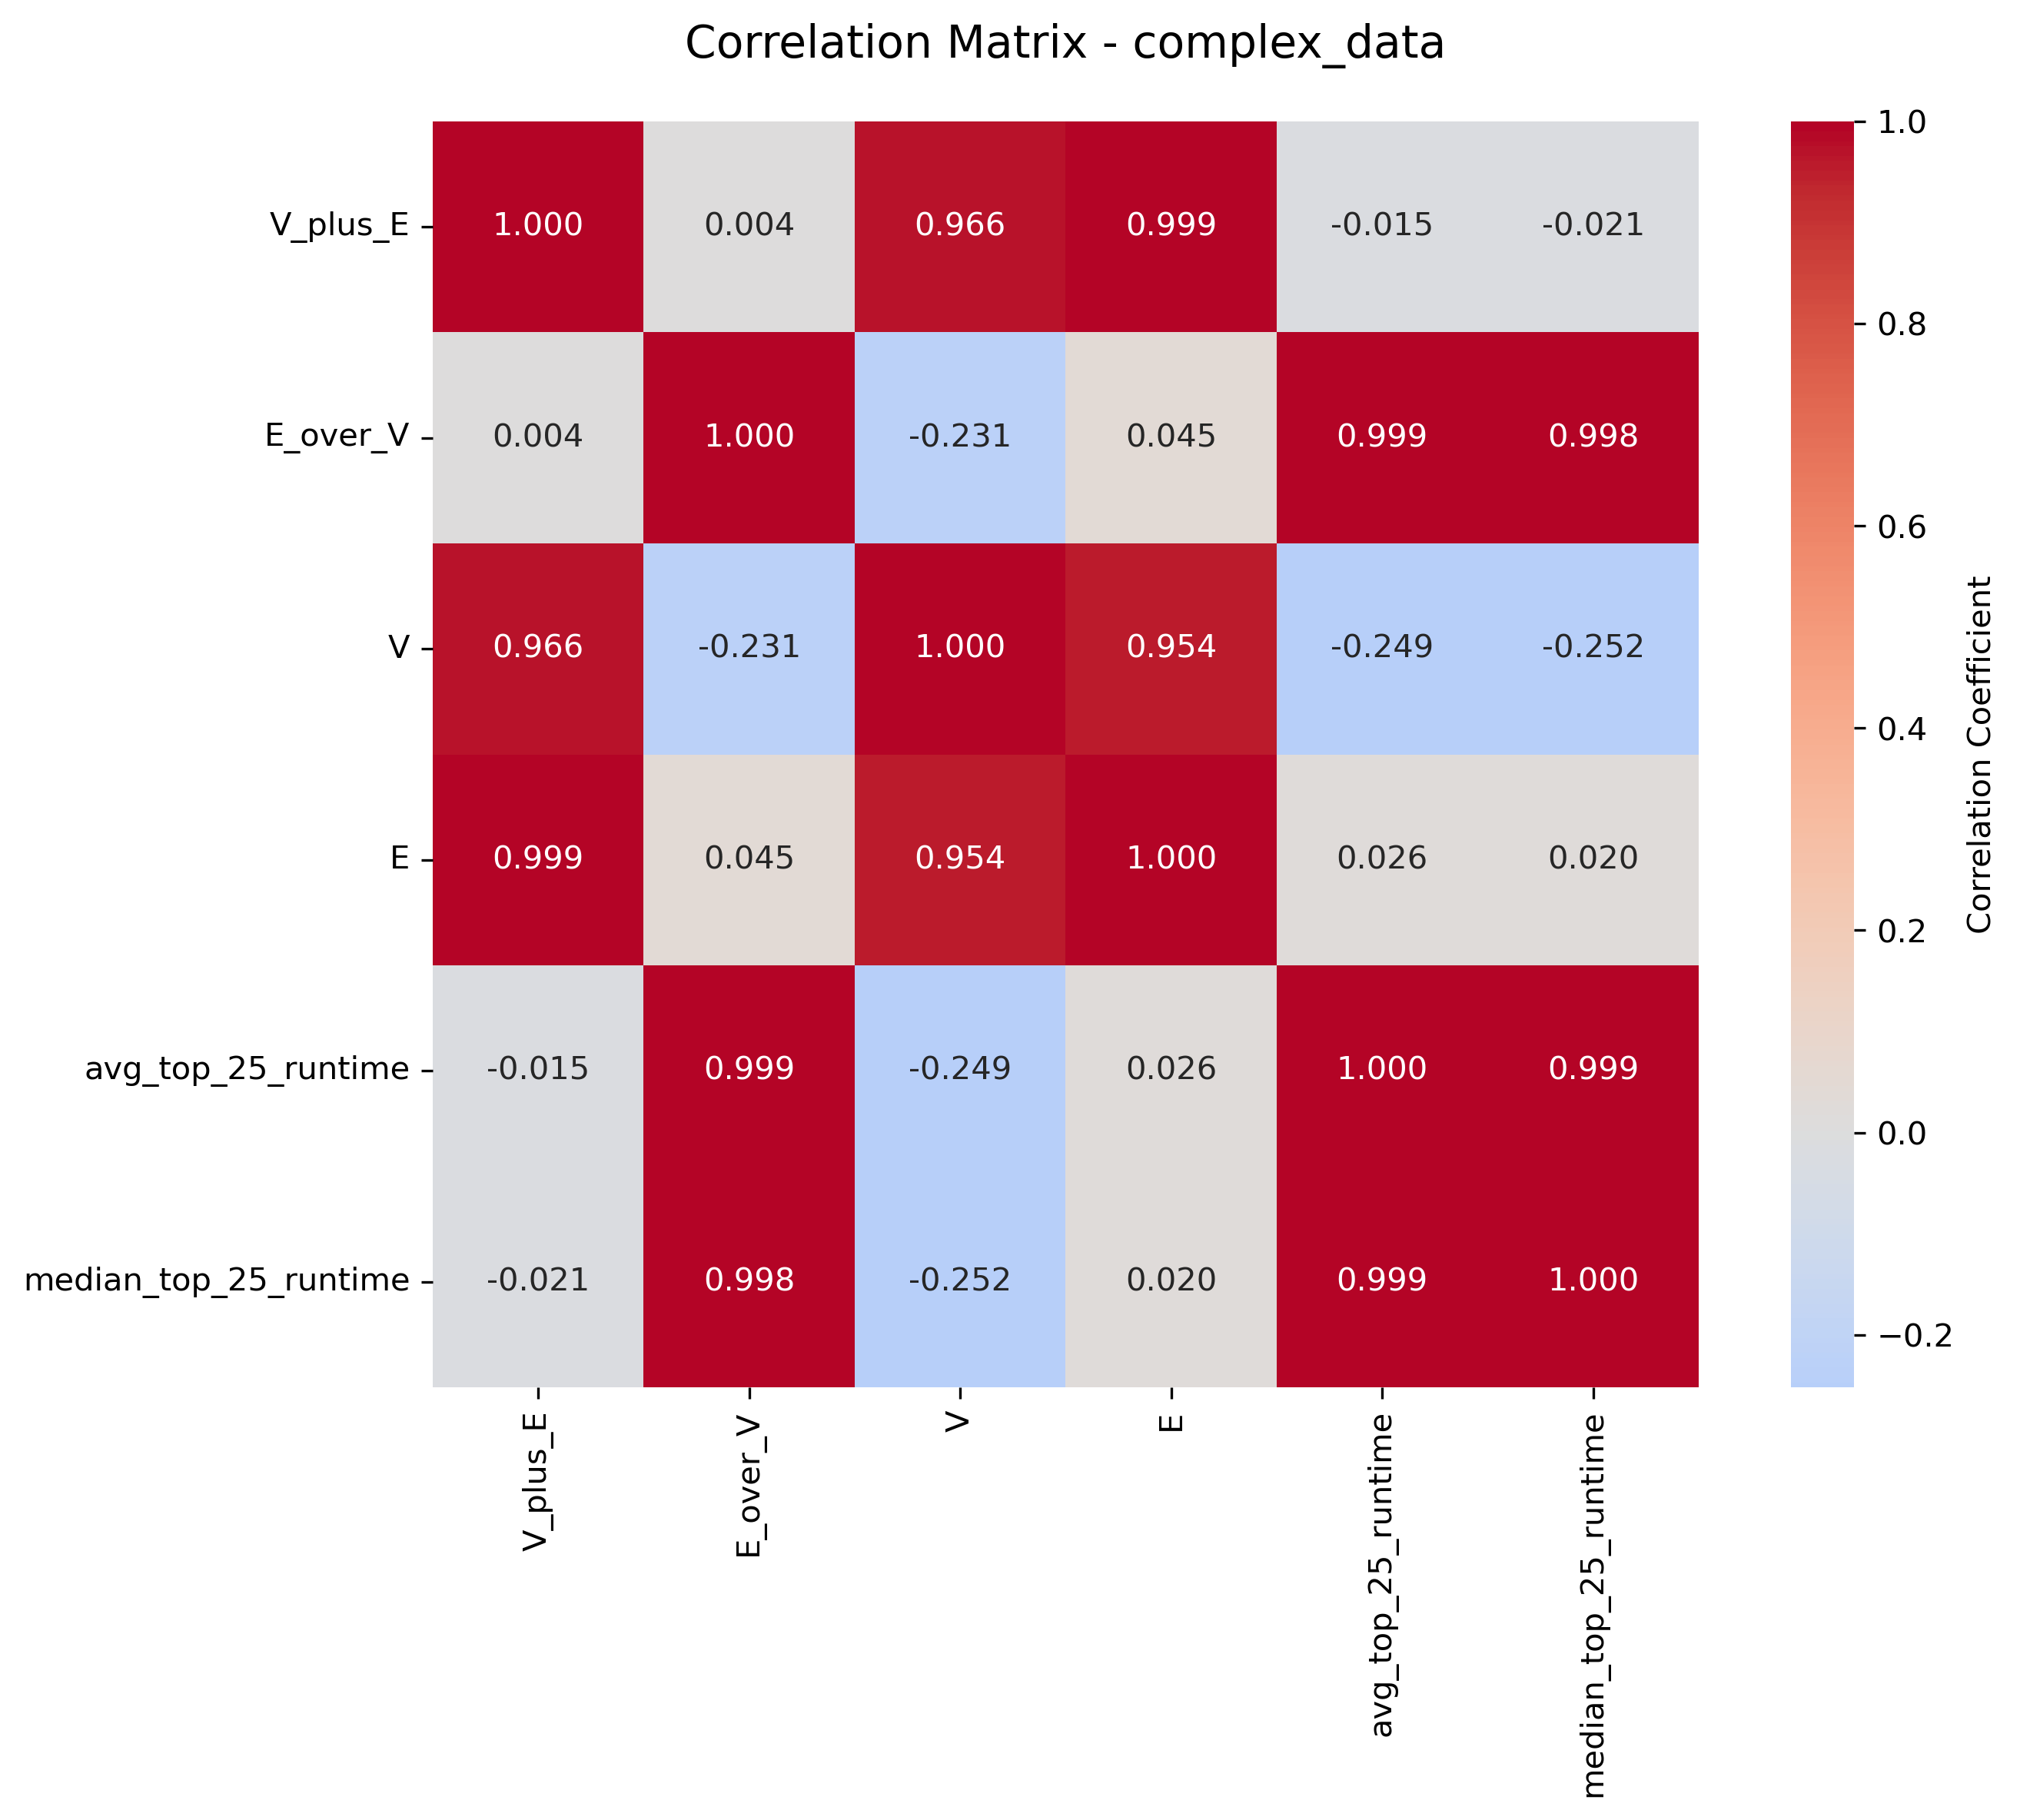 Correlation Matrix - complex_data
V_plus_E 1.000 0.004 0.966 0.999 -0.015 -0.021
E_over_V 0.004 1.000 -0.231 0.045 0.999 0.998
V 0.966 -0.231 1.000 0.954 -0.249 -0.252
E 0.999 0.045 0.954 1.000 0.026 0.020
avg_top_25_runtime -0.015 0.999 -0.249 0.026 1.000 0.999
median_top_25_runtime -0.021 0.998 -0.252 0.020 0.999 1.000
V_plus_E
E_over_V
V
E
avg_top_25_runtime
median_top_25_runtime
1.0
0.8
0.6
0.4
0.2
0.0
−0.2
Correlation Coefficient